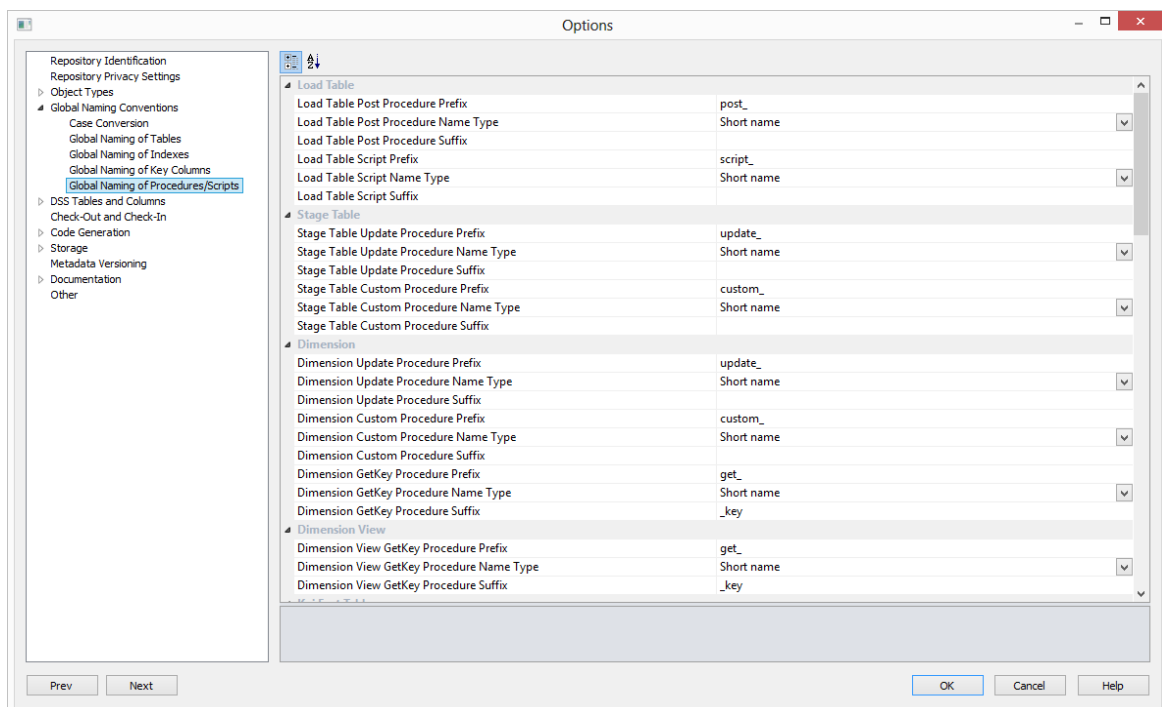 Options
Repository Identification
Repository Privacy Settings
Object Types
Global Naming Conventions
Case Conversion
Global Naming of Tables
Global Naming of Indexes
Global Naming of Key Columns
Global Naming of Procedures/Scripts
DSS Tables and Columns
Check-Out and Check-In
Code Generation
Storage
Metadata Versioning
Documentation
Other
Load Table
Load Table Post Procedure Prefix post_
Load Table Post Procedure Name Type Short name
Load Table Post Procedure Suffix
Load Table Script Prefix script_
Load Table Script Name Type Short name
Load Table Script Suffix
Stage Table
Stage Table Update Procedure Prefix update_
Stage Table Update Procedure Name Type Short name
Stage Table Update Procedure Suffix
Stage Table Custom Procedure Prefix custom_
Stage Table Custom Procedure Name Type Short name
Stage Table Custom Procedure Suffix
Dimension
Dimension Update Procedure Prefix update_
Dimension Update Procedure Name Type Short name
Dimension Update Procedure Suffix
Dimension Custom Procedure Prefix custom_
Dimension Custom Procedure Name Type Short name
Dimension Custom Procedure Suffix
Dimension GetKey Procedure Prefix get_
Dimension GetKey Procedure Name Type Short name
Dimension GetKey Procedure Suffix _key
Dimension View
Dimension View GetKey Procedure Prefix get_
Dimension View GetKey Procedure Name Type Short name
Dimension View GetKey Procedure Suffix _key
Prev Next OK Cancel Help